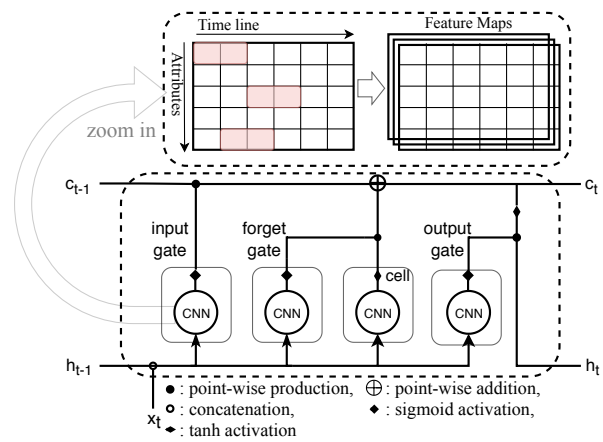 Time line
Feature Maps
Attributes
zoom in
c_{t-1}
c_t
input gate
forget gate
output gate
cell
CNN
CNN
CNN
CNN
h_{t-1}
h_t
x_t
: point-wise production,
: point-wise addition,
: concatenation,
: sigmoid activation,
: tanh activation